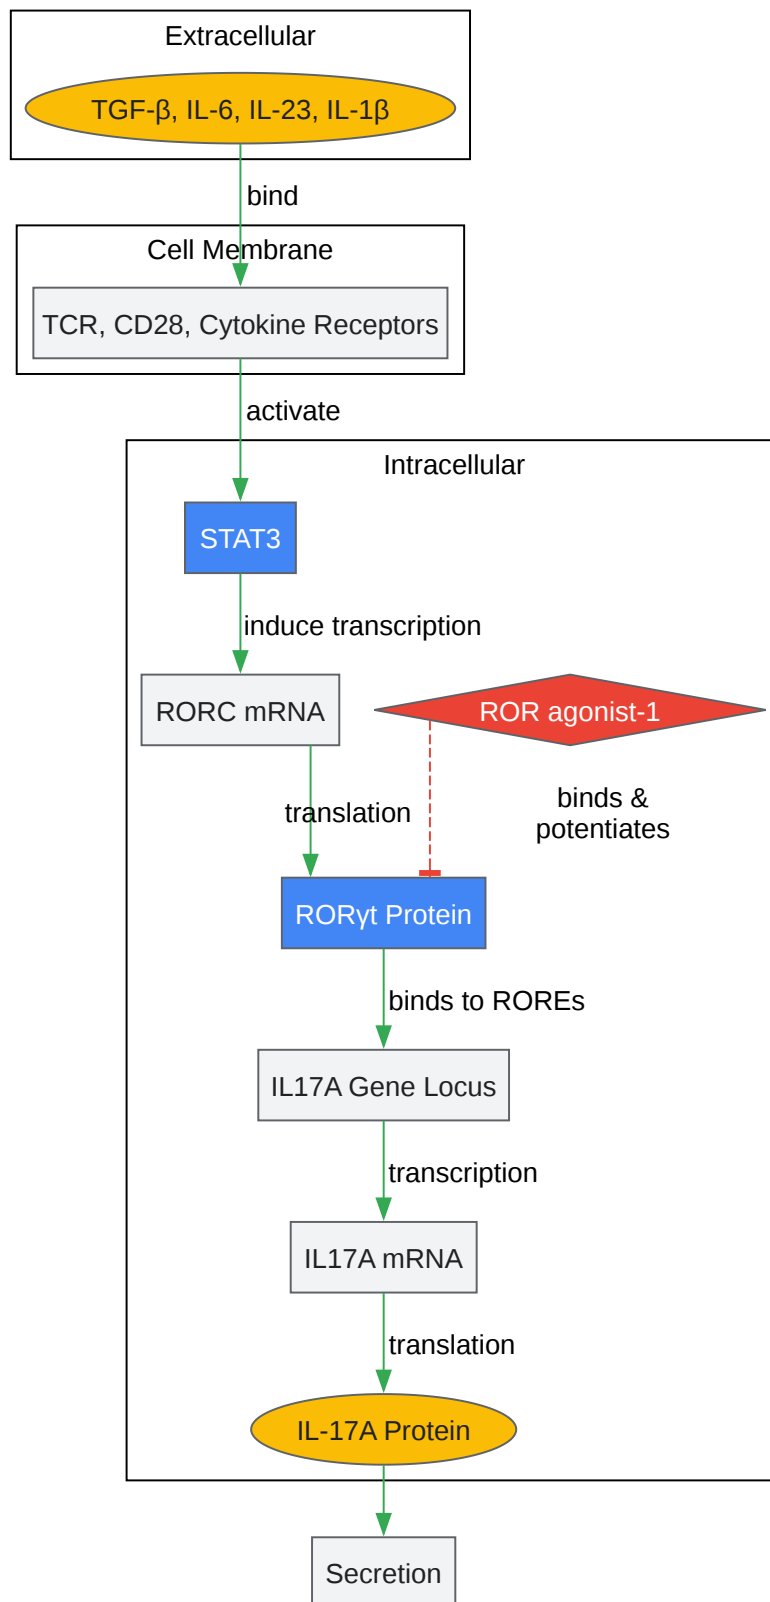 Extracellular
TGF-β, IL-6, IL-23, IL-1β
bind
Cell Membrane
TCR, CD28, Cytokine Receptors
activate
Intracellular
STAT3
induce transcription
RORC mRNA
ROR agonist-1
translation
binds &
potentiates
RORγt Protein
binds to ROREs
IL17A Gene Locus
transcription
IL17A mRNA
translation
IL-17A Protein
Secretion